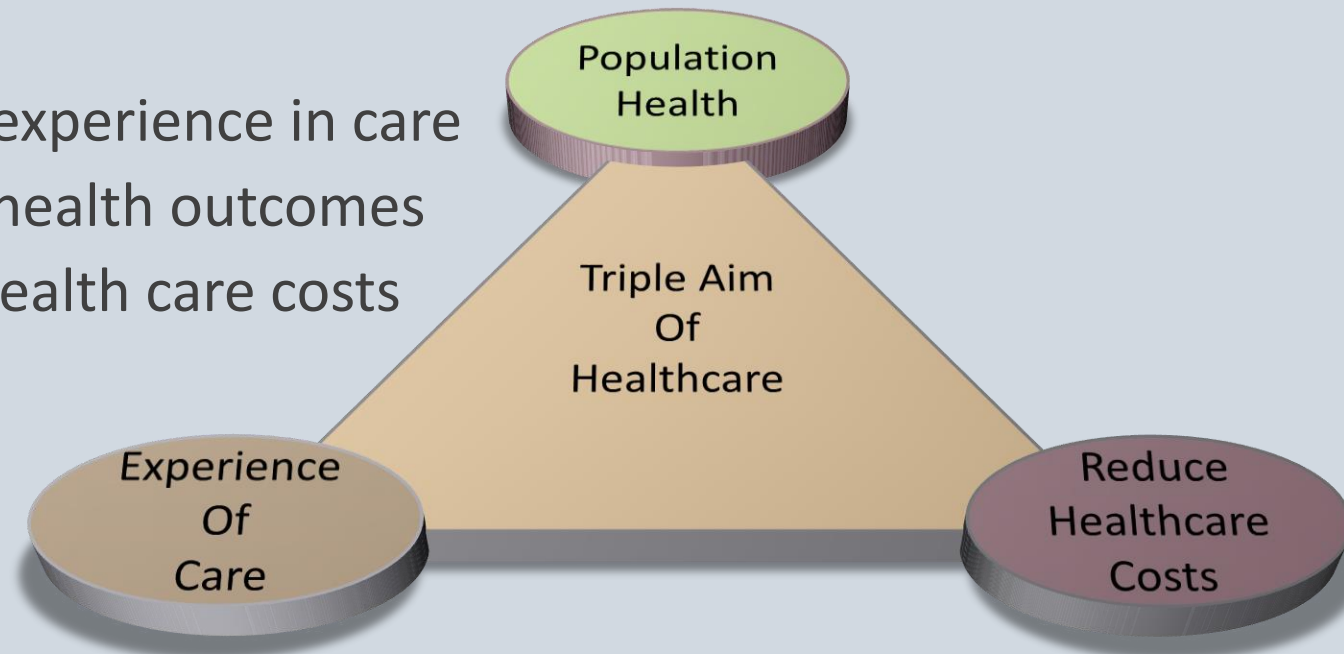 experience in care
health outcomes
ealth care costs
Population
Health
Triple Aim
Of
Healthcare
Experience
Of
Care
Reduce
Healthcare
Costs